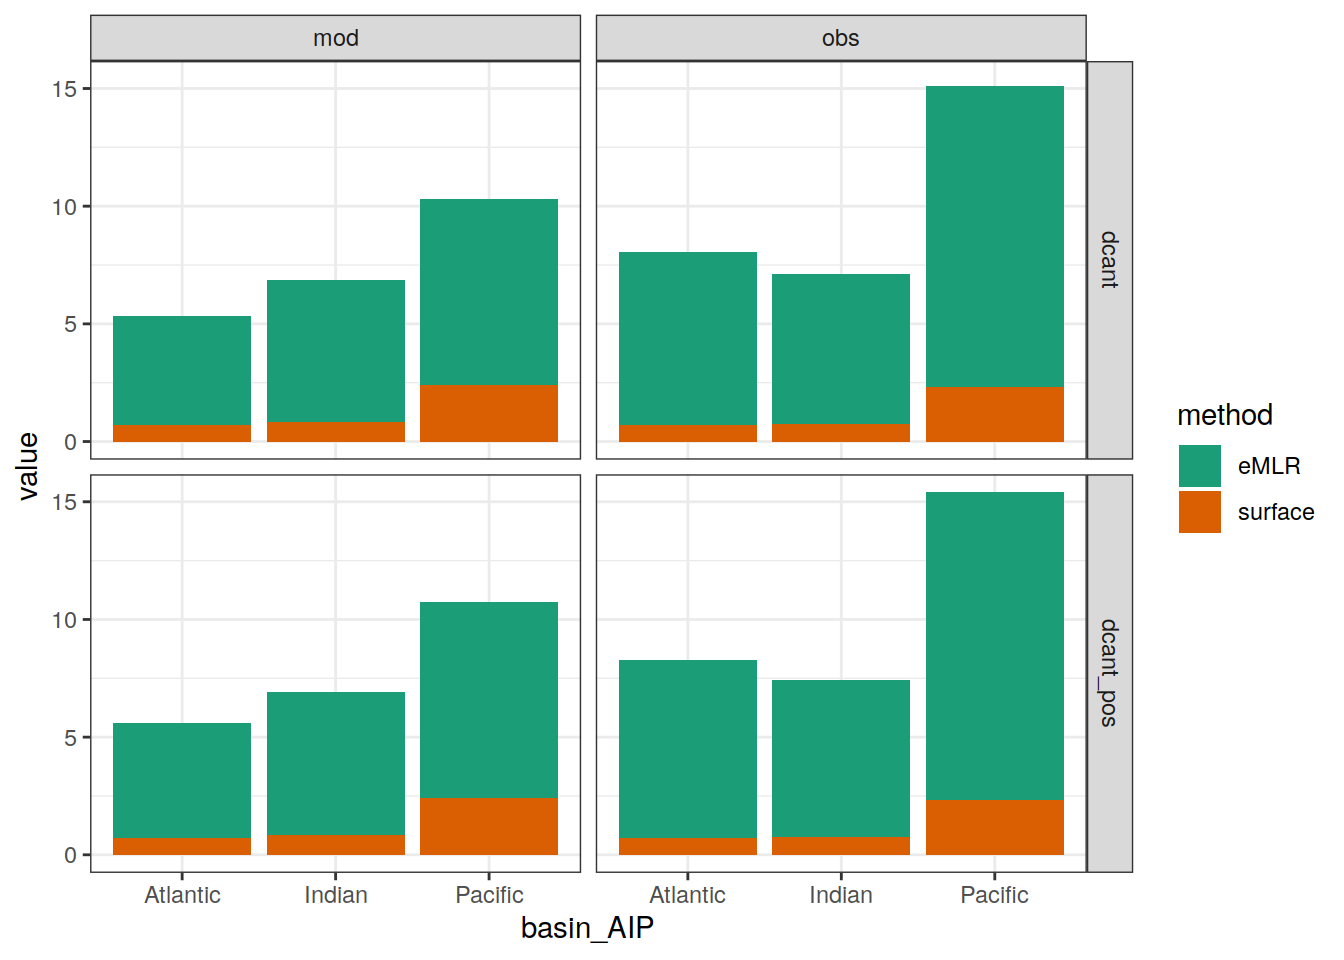 mod
obs
15
10
5
0
dcant
value
15
10
5
0
dcant_pos
Atlantic
Indian
Pacific
Atlantic
Indian
Pacific
basin_AIP
method
eMLR
surface